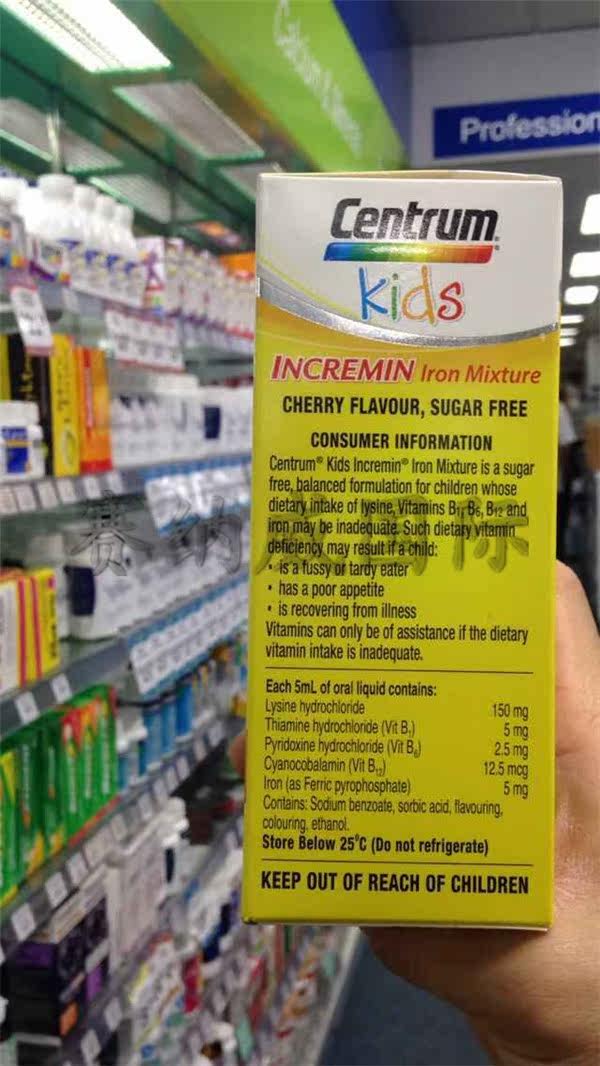 Calcium &
Profession
Centrum®
Kids
INCREMIN Iron Mixture
CHERRY FLAVOUR, SUGAR FREE
CONSUMER INFORMATION
Centrum® Kids Incremin® Iron Mixture is a sugar
free, balanced formulation for children whose
dietary intake of lysine, Vitamins B₁, B₆, B₁₂ and
iron may be inadequate. Such dietary vitamin
deficiency may result if a child:
• is a fussy or tardy eater
• has a poor appetite
• is recovering from illness
Vitamins can only be of assistance if the dietary
vitamin intake is inadequate.
Each 5mL of oral liquid contains:
Lysine hydrochloride 150 mg
Thiamine hydrochloride (Vit B₁) 5 mg
Pyridoxine hydrochloride (Vit B₆) 2.5 mg
Cyanocobalamin (Vit B₁₂) 12.5 mcg
Iron (as Ferric pyrophosphate) 5 mg
Contains: Sodium benzoate, sorbic acid, flavouring,
colouring, ethanol.
Store Below 25°C (Do not refrigerate)
KEEP OUT OF REACH OF CHILDREN
赛纳 国际